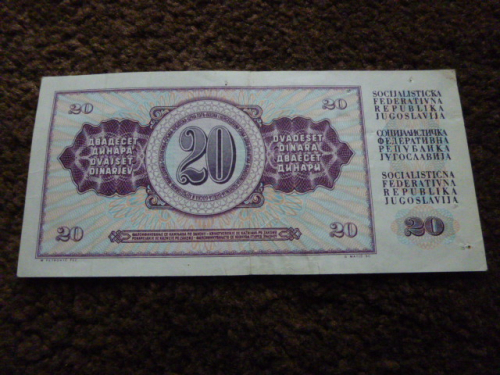 20
20
ДВАДЕСЕТ
ДИНАРА
DVAJSET
DINARJEV
20
DVADESET
DINARA
ДВАЕСЕТ
ДИНАРИ
20
20
SOCIJALISTIČKA
FEDERATIVNA
REPUBLIKA
JUGOSLAVIJA
СОЦИЈАЛИСТИЧКА
ФЕДЕРАТИВНА
РЕПУБЛИКА
ЈУГОСЛАВИЈА
SOCIALISTIČNA
FEDERATIVNA
REPUBLIKA
JUGOSLAVIJA
20